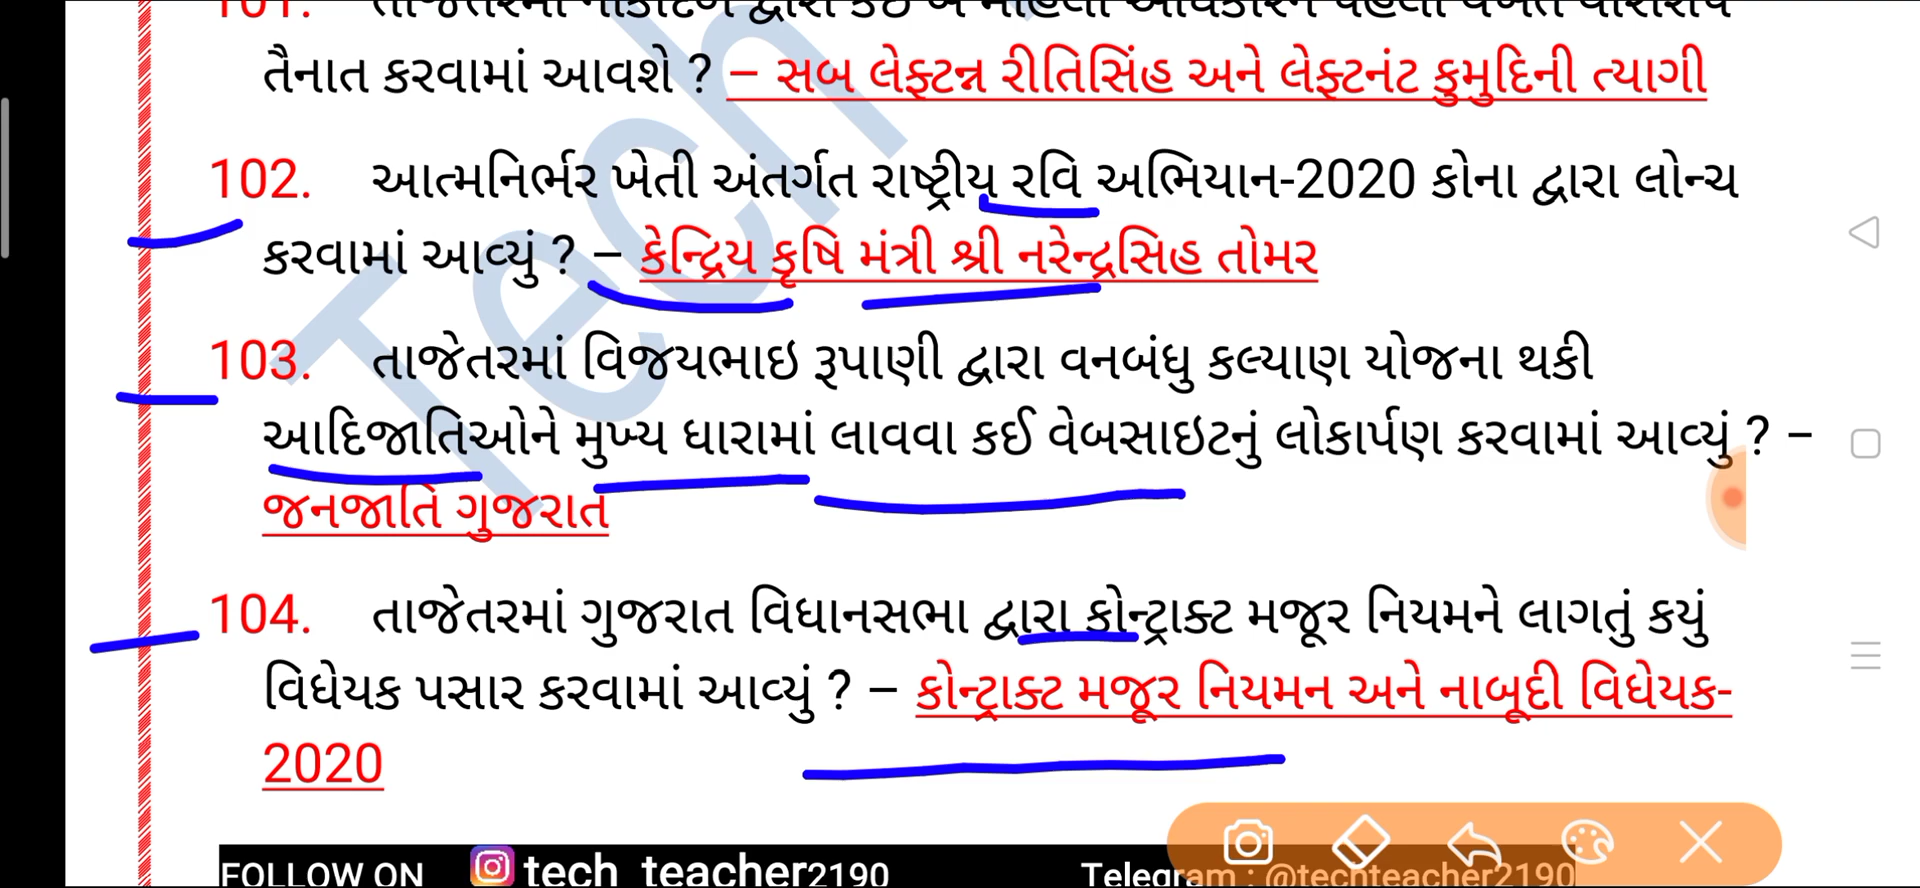 101.
તૈનાત કરવામાં આવશે ? – સબ લેફ્ટન્ન રીતિસિંહ અને લેફ્ટનંટ કુમુદિની ત્યાગી
102. આત્મનિર્ભર ખેતી અંતર્ગત રાષ્ટ્રીય રવિ અભિયાન-2020 કોના દ્વારા લોન્ચ
કરવામાં આવ્યું ? – કેન્દ્રિય કૃષિ મંત્રી શ્રી નરેન્દ્રસિહ તોમર
103. તાજેતરમાં વિજયભાઇ રૂપાણી દ્વારા વનબંધુ કલ્યાણ યોજના થકી
આદિજાતિઓને મુખ્ય ધારામાં લાવવા કઈ વેબસાઇટનું લોકાર્પણ કરવામાં આવ્યું ? –
જનજાતિ ગુજરાત
104. તાજેતરમાં ગુજરાત વિધાનસભા દ્વારા કોન્ટ્રાક્ટ મજૂર નિયમને લાગતું કયું
વિધેયક પસાર કરવામાં આવ્યું ? – કોન્ટ્રાક્ટ મજૂર નિયમન અને નાબૂદી વિધેયક-
2020
Tech
FOLLOW ON tech_teacher2190 Telegram : @techteacher2190